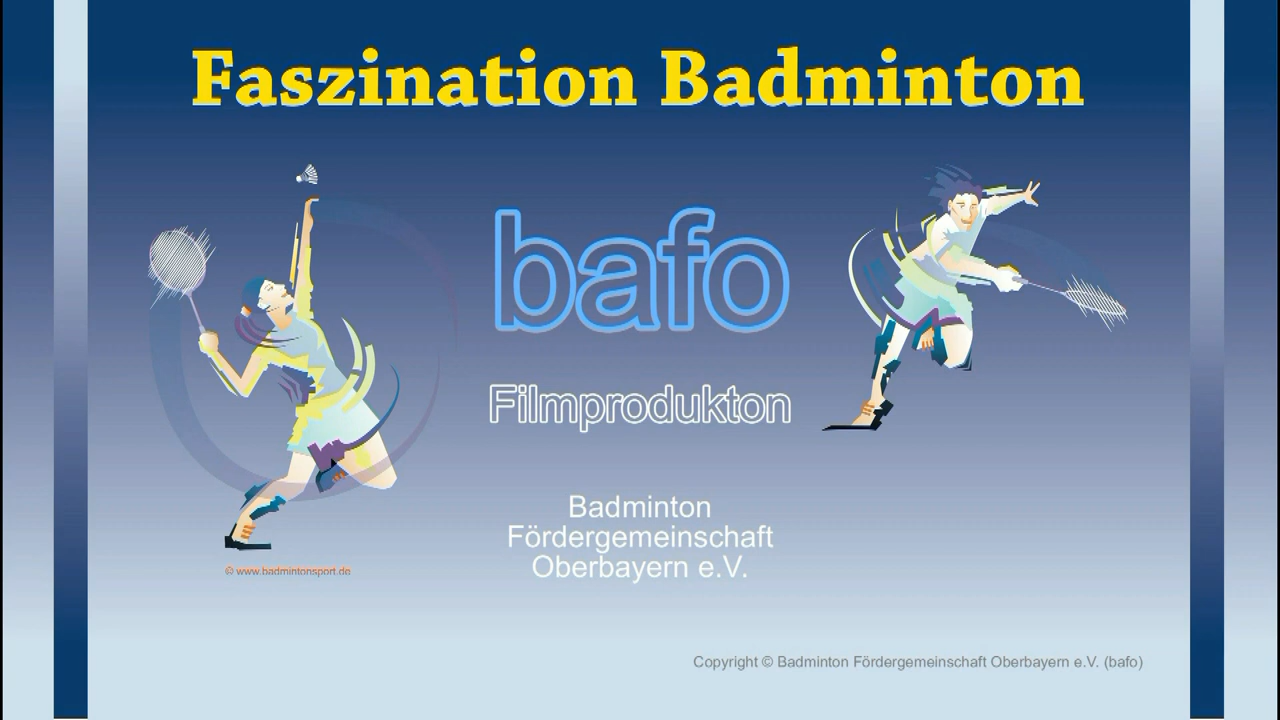 Faszination Badminton
bafo
Filmprodukton
Badminton
Fördergemeinschaft
Oberbayern e.V.
© www.badmintonsport.de
Copyright © Badminton Fördergemeinschaft Oberbayern e.V. (bafo)